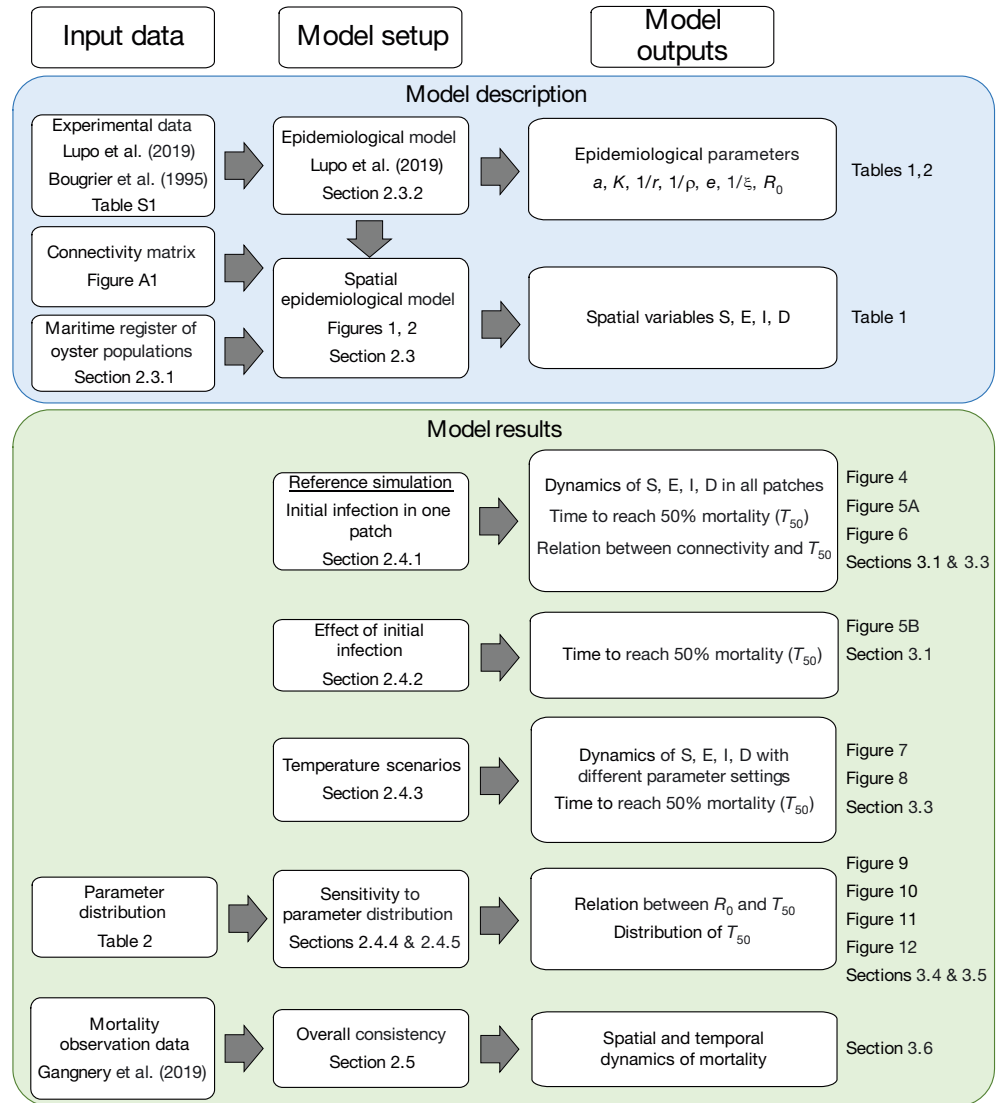 Input data
Model setup
Model
outputs
Model description
Experimental data
Lupo et al. (2019)
Bougrier et al. (1995)
Table S1
Epidemiological model
Lupo et al. (2019)
Section 2.3.2
Epidemiological parameters
a, K, 1/r, 1/ρ, e, 1/ξ, R0
Tables 1,2
Connectivity matrix
Figure A1
Maritime register of
oyster populations
Section 2.3.1
Spatial
epidemiological model
Figures 1, 2
Section 2.3
Spatial variables S, E, I, D
Table 1
Model results
Reference simulation
Initial infection in one
patch
Section 2.4.1
Dynamics of S, E, I, D in all patches
Time to reach 50% mortality (T50)
Relation between connectivity and T50
Figure 4
Figure 5A
Figure 6
Sections 3.1 & 3.3
Effect of initial
infection
Section 2.4.2
Time to reach 50% mortality (T50)
Figure 5B
Section 3.1
Temperature scenarios
Section 2.4.3
Dynamics of S, E, I, D with
different parameter settings
Time to reach 50% mortality (T50)
Figure 7
Figure 8
Section 3.3
Parameter
distribution
Table 2
Sensitivity to
parameter distribution
Sections 2.4.4 & 2.4.5
Relation between R0 and T50
Distribution of T50
Figure 9
Figure 10
Figure 11
Figure 12
Sections 3.4 & 3.5
Mortality
observation data
Gangnery et al. (2019)
Overall consistency
Section 2.5
Spatial and temporal
dynamics of mortality
Section 3.6